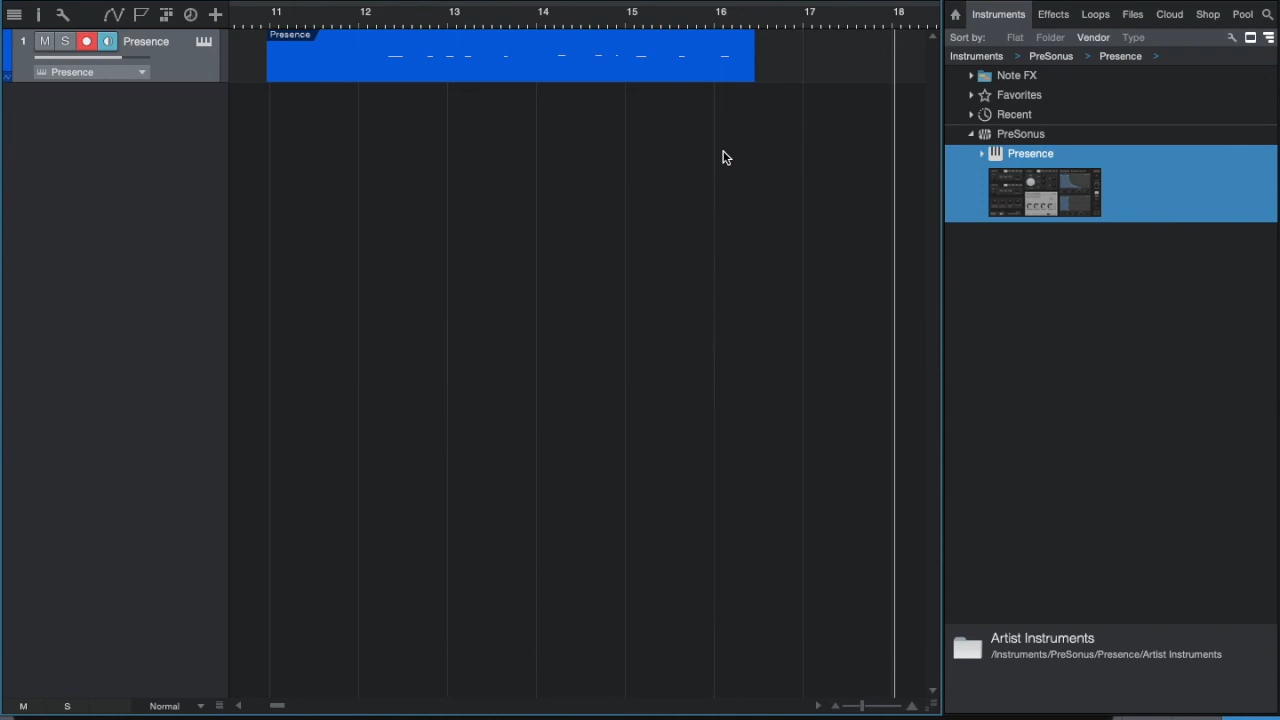 11 12 13 14 15 16 17 18
Instruments Effects Loops Files Cloud Shop Pool
1 M S Presence
Presence
Presence
Sort by: Flat Folder Vendor Type
Instruments > PreSonus > Presence >
Note FX
Favorites
Recent
PreSonus
Presence
Artist Instruments
/Instruments/PreSonus/Presence/Artist Instruments
M S Normal